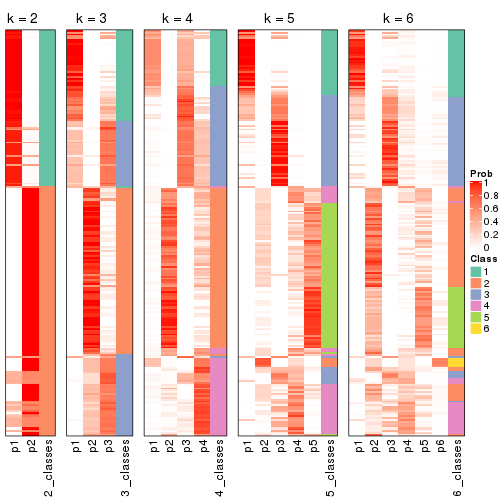 k = 2
k = 3
k = 4
k = 5
k = 6
p1
p2
2_classes
p1
p2
p3
3_classes
p1
p2
p3
p4
4_classes
p1
p2
p3
p4
p5
5_classes
p1
p2
p3
p4
p5
p6
6_classes
Prob
1
0.8
0.6
0.4
0.2
0
Class
1
2
3
4
5
6